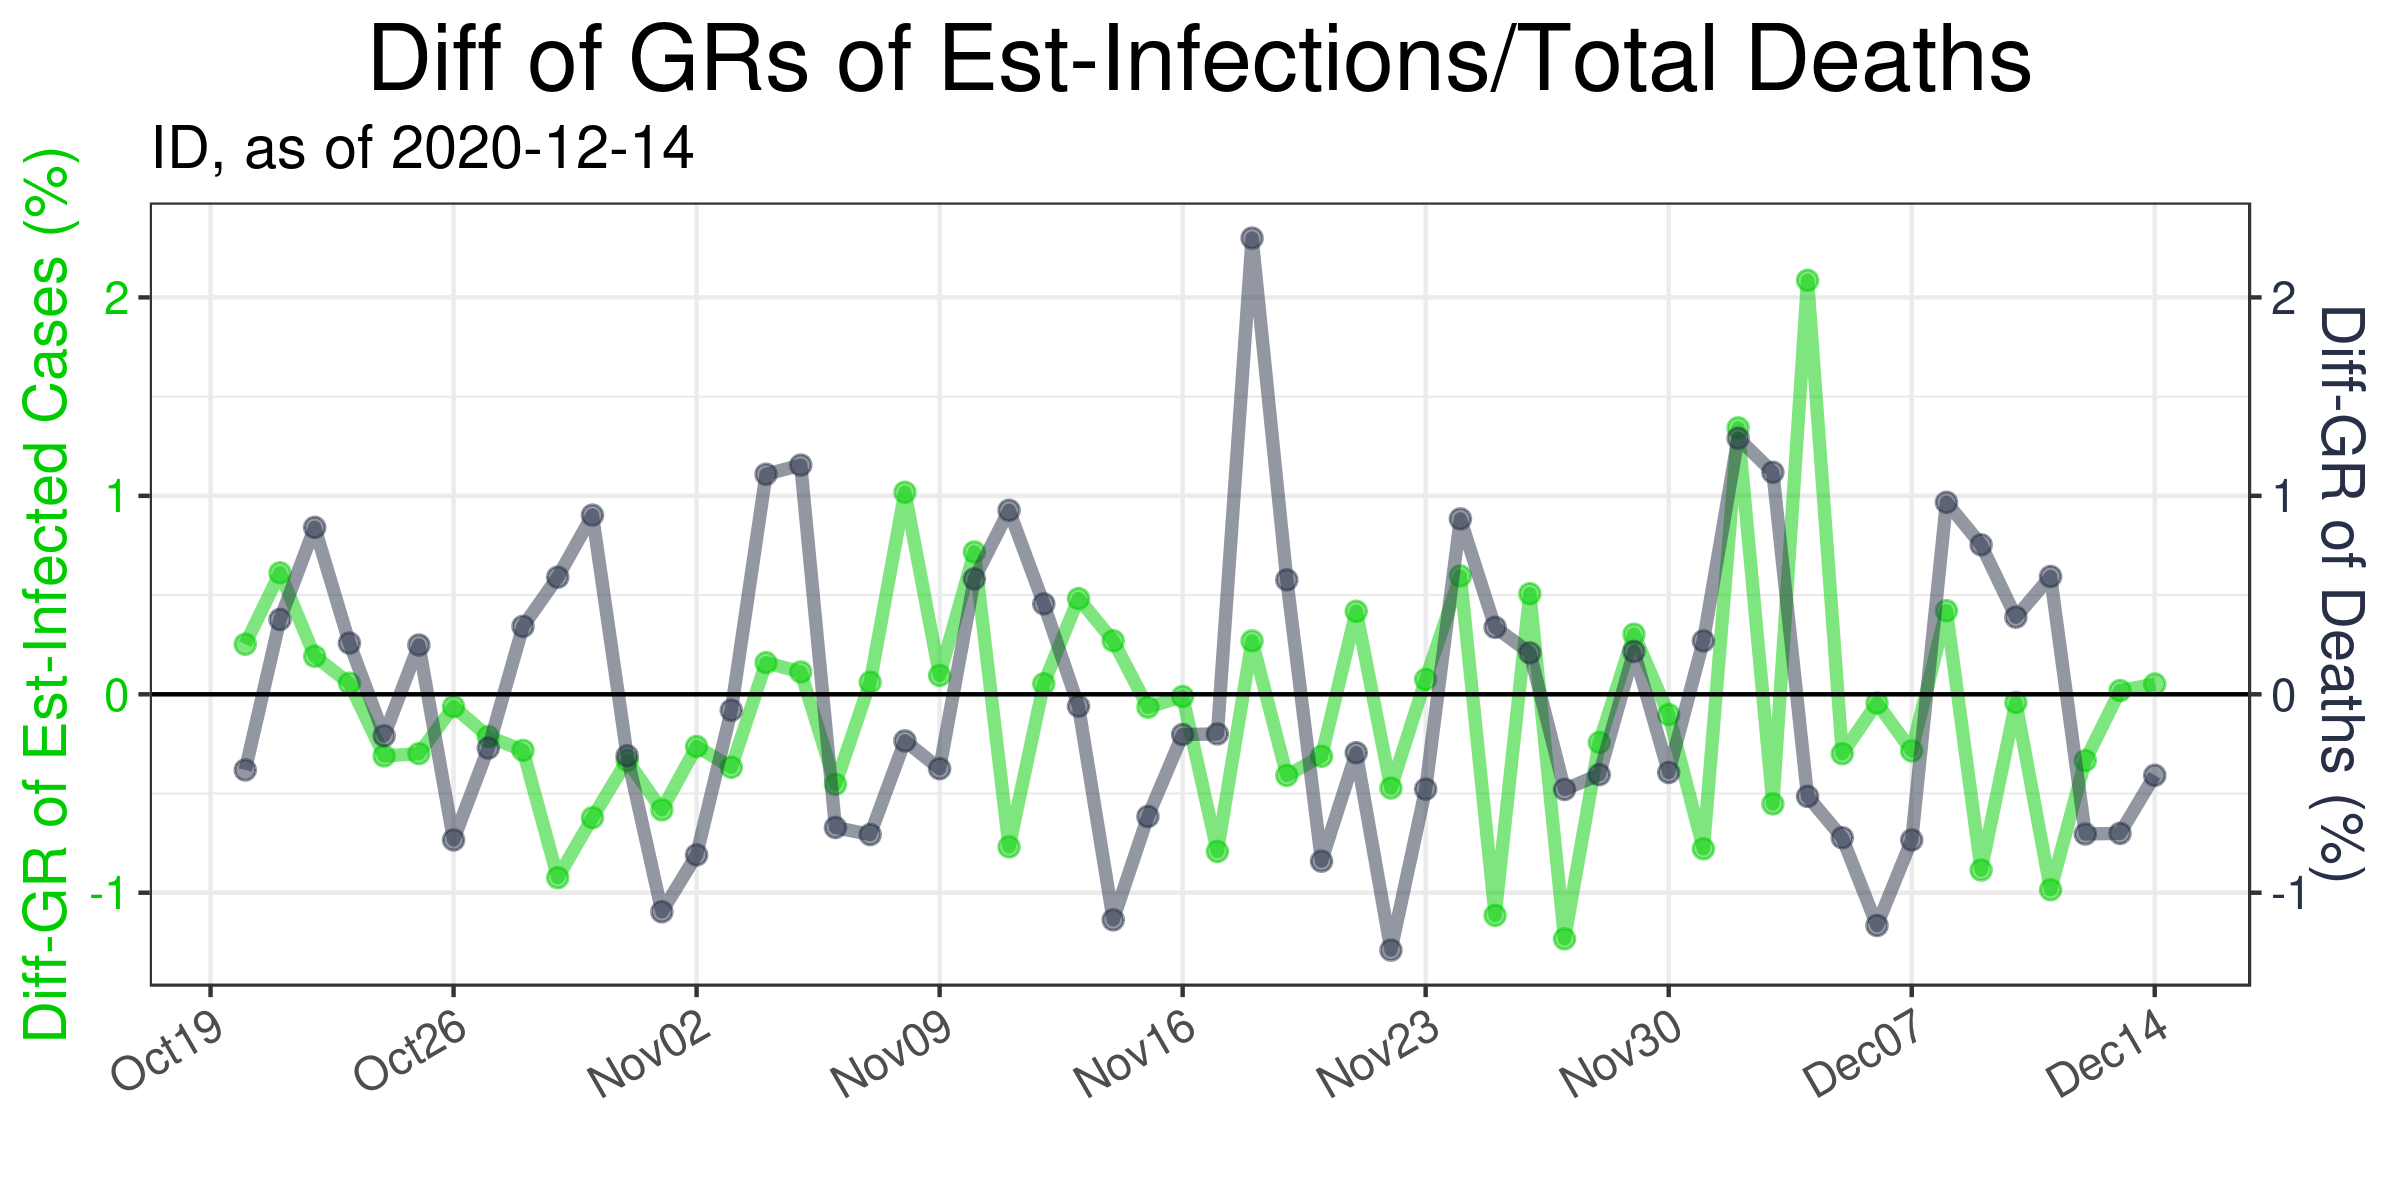 Diff of GRs of Est-Infections/Total Deaths
ID, as of 2020-12-14
Diff-GR of Est-Infected Cases (%)
2
1
0
-1
2
1
0
-1
Diff-GR of Deaths (%)
Oct19
Oct26
Nov02
Nov09
Nov16
Nov23
Nov30
Dec07
Dec14